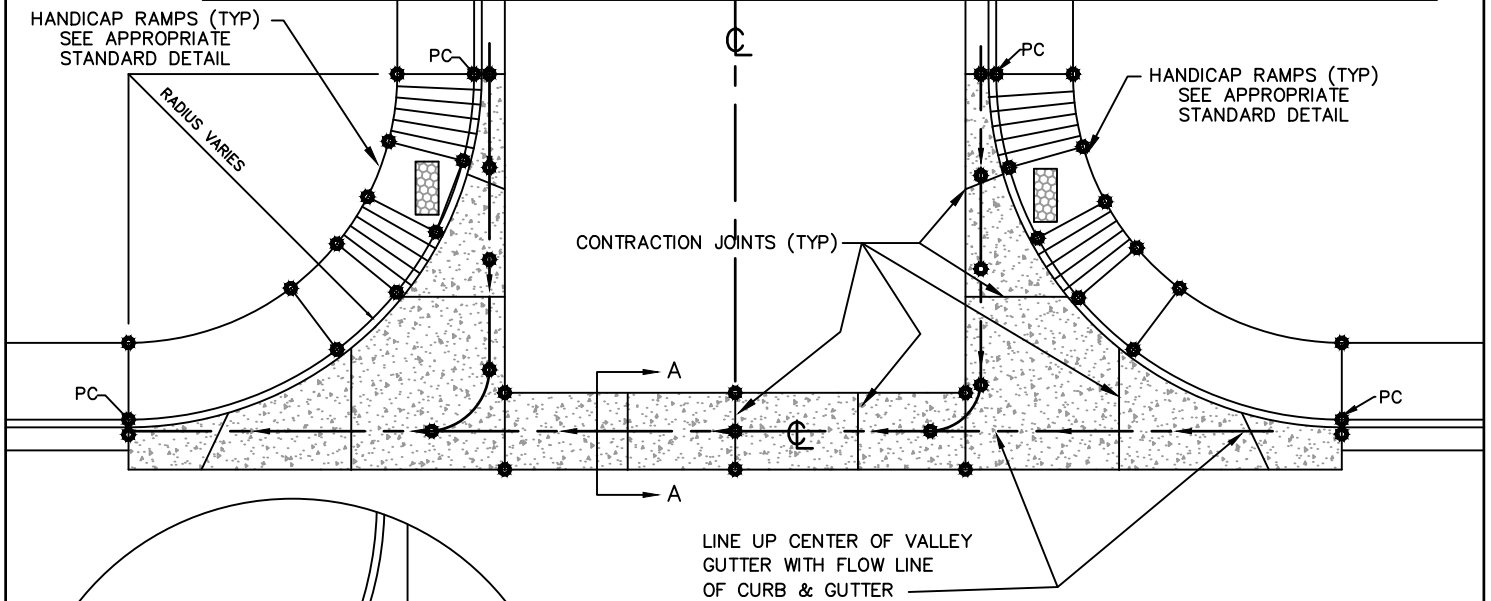 HANDICAP RAMPS (TYP)
SEE APPROPRIATE
STANDARD DETAIL
PC
℄
PC
HANDICAP RAMPS (TYP)
SEE APPROPRIATE
STANDARD DETAIL
RADIUS VARIES
CONTRACTION JOINTS (TYP)
A
PC
PC
℄
A
LINE UP CENTER OF VALLEY
GUTTER WITH FLOW LINE
OF CURB & GUTTER